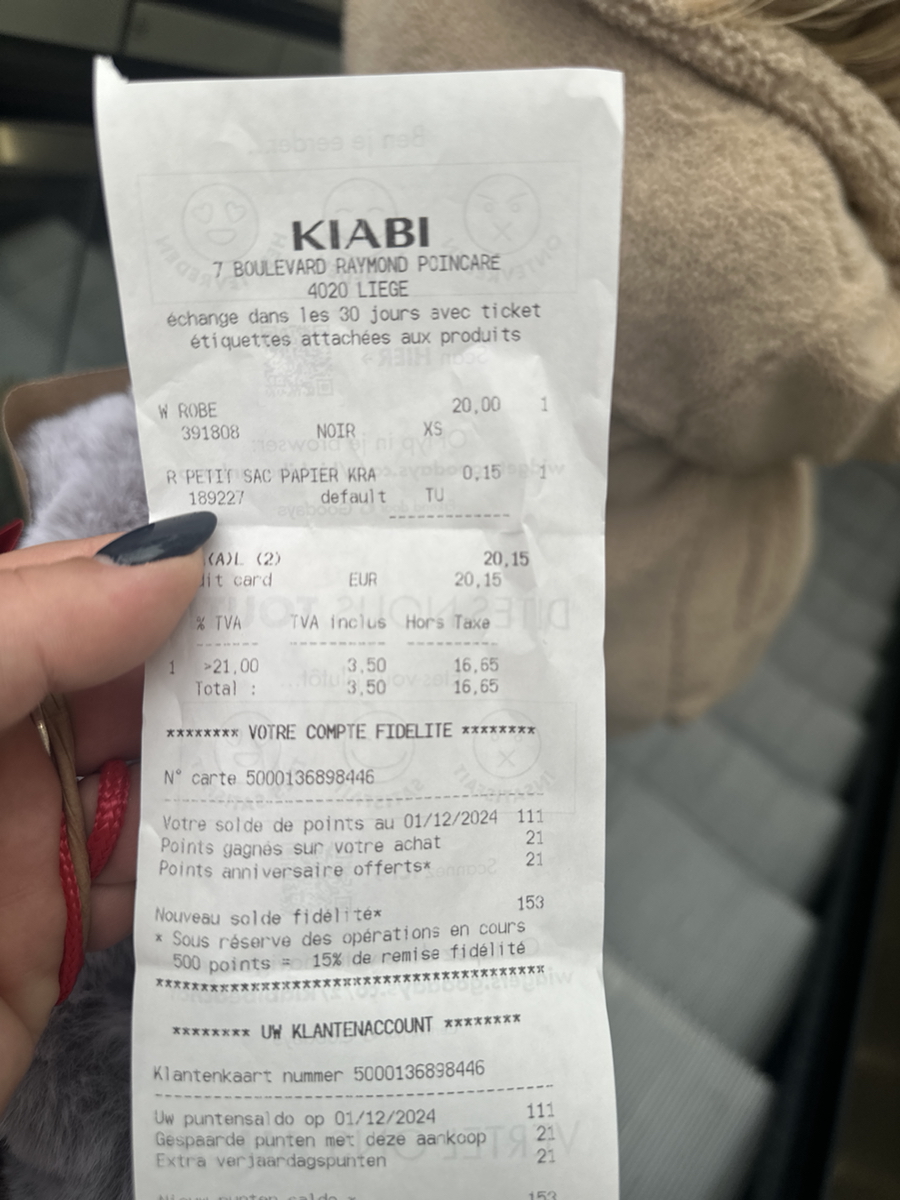 KIABI
7 BOULEVARD RAYMOND POINCARE
4020 LIEGE
échange dans les 30 jours avec ticket
étiquettes attachées aux produits
W ROBE 20,00 1
391808 NOIR XS
R PETIT SAC PAPIER KRA 0,15 1
189227 default TU
------------
(A)L (2) 20,15
card EUR 20,15
% TVA TVA inclus Hors Taxe
------- ----------- ----------
1 >21,00 3,50 16,65
Total : 3,50 16,65
******** VOTRE COMPTE FIDELITE ********
N° carte 5000136898446
Votre solde de points au 01/12/2024 111
Points gagnés sur votre achat 21
Points anniversaire offerts* 21
Nouveau solde fidélité* 153
* Sous réserve des opérations en cours
500 points = 15% de remise fidélité
******************************************
******** UW KLANTENACCOUNT ********
Klantenkaart nummer 5000136898446
Uw puntensaldo op 01/12/2024 111
Gespaarde punten met deze aankoop 21
Extra verjaardagspunten 21
153